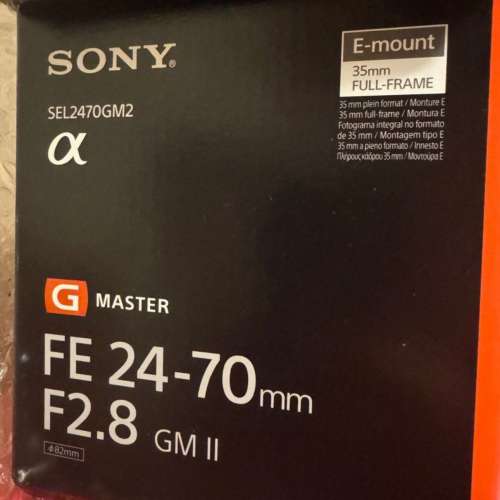 SONY®
E-mount
35mm
FULL-FRAME
SEL2470GM2
α
35 mm plein format / Monture E
35 mm full-frame / Montura E
Fotograma integral no formato
de 35 mm / Montagem tipo E
35 mm a pieno formato / Innesto E
Πλήρους κάδρου 35 mm / Μοντούρα E
G MASTER
FE 24-70mm
F2.8 GM II
φ82mm